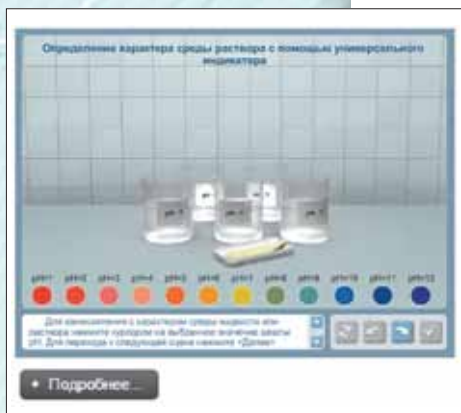 Определение характера среды раствора с помощью универсального
индикатора
pH=1 pH=2 pH=3 pH=4 pH=5 pH=6 pH=7 pH=8 pH=9 pH=10 pH=11 pH=12
Для ознакомления с характером среды жидкости или
раствора нажмите курсором на выбранное значение шкалы
pH. Для перехода к следующей сцене нажмите «Далее»
+ Подробнее...